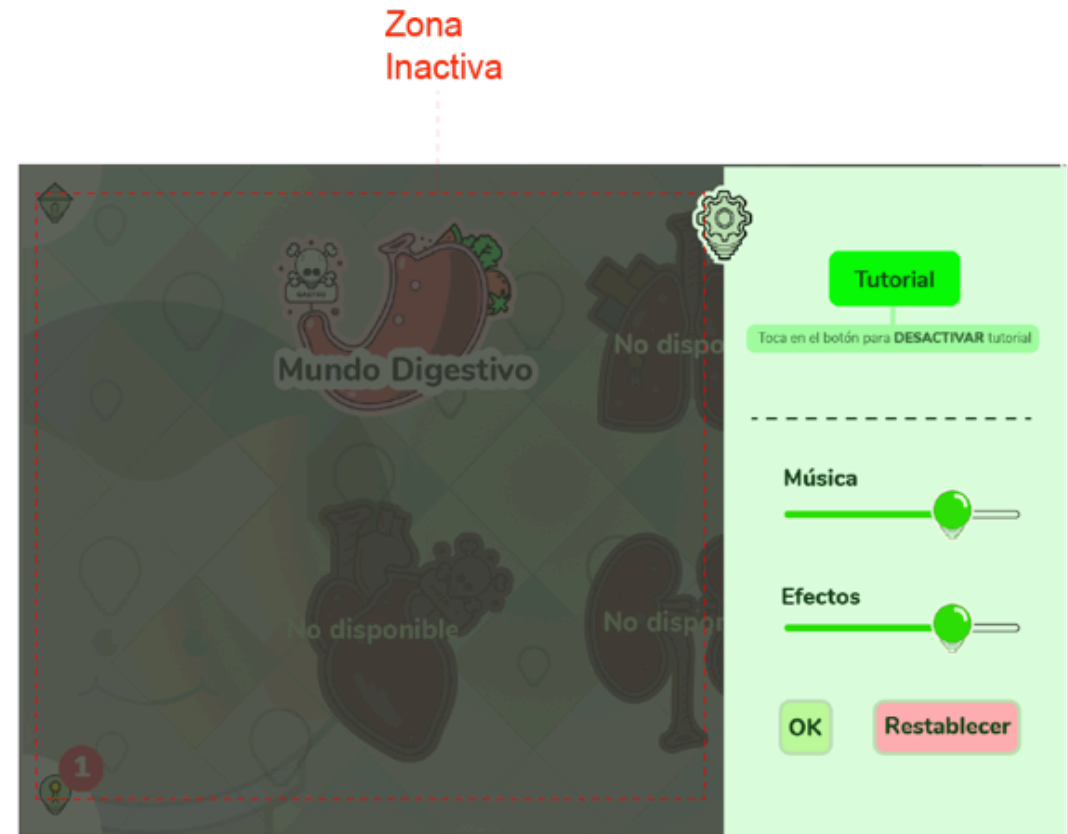 Zona
Inactiva
Tutorial
Toca en el botón para DESACTIVAR tutorial
No dispo
Mundo Digestivo
Música
Efectos
No disponible
No dispon
OK
Restablecer
1